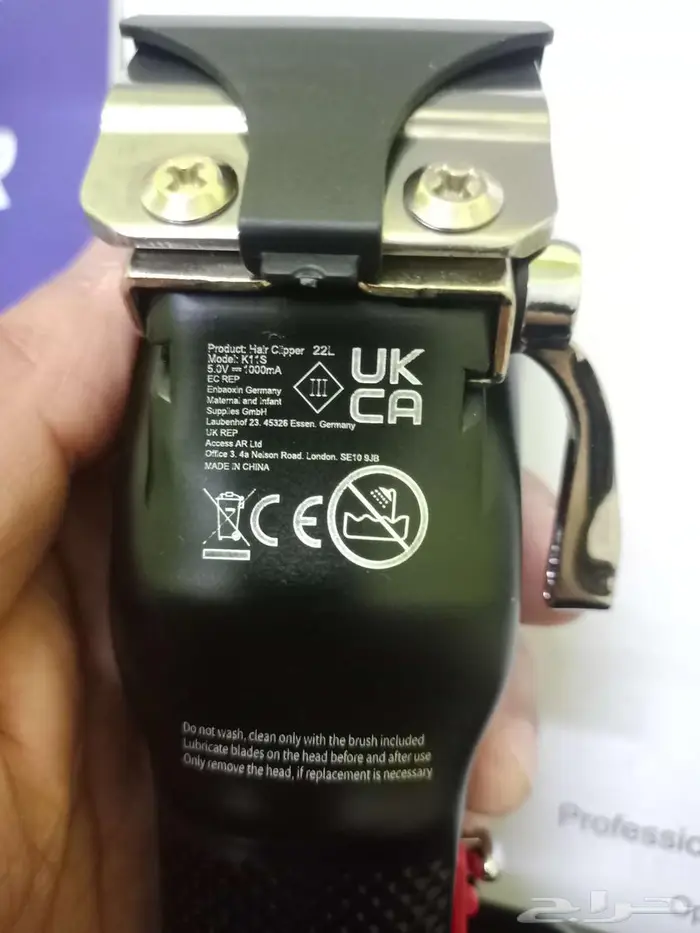 R
Product: Hair Clipper 22L
Model: K11S
5.0V ⎓ 1000mA
EC REP
Enbaoxin Germany
Maternal and Infant
Supplies GmbH
Laubenhof 23. 45326 Essen. Germany
UK REP
Access AR Ltd
Office 3. 4a Nelson Road. London. SE10 9JB
MADE IN CHINA
III
UK
CA
CE
Do not wash, clean only with the brush included
Lubricate blades on the head before and after use
Only remove the head, if replacement is necessary
Professio
حراج